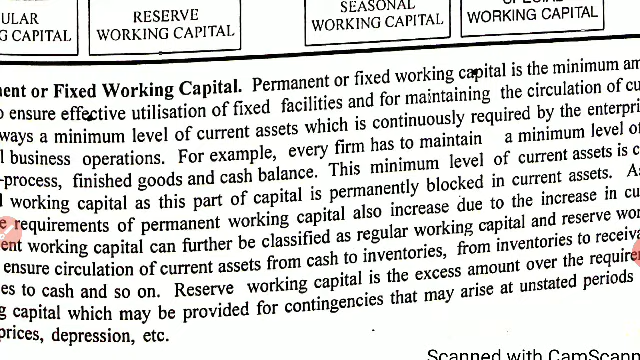 ULAR
G CAPITAL
RESERVE
WORKING CAPITAL
SEASONAL
WORKING CAPITAL
WORKING CAPITAL
ent or Fixed Working Capital. Permanent or fixed working capital is the minimum am
o ensure effective utilisation of fixed facilities and for maintaining the circulation of cu
ways a minimum level of current assets which is continuously required by the enterpri
l business operations. For example, every firm has to maintain a minimum level of
-process, finished goods and cash balance. This minimum level of current assets is c
l working capital as this part of capital is permanently blocked in current assets. As
e requirements of permanent working capital also increase due to the increase in cu
ent working capital can further be classified as regular working capital and reserve wor
ensure circulation of current assets from cash to inventories, from inventories to receiva
es to cash and so on. Reserve working capital is the excess amount over the require
g capital which may be provided for contingencies that may arise at unstated periods
prices, depression, etc.
Scanned with CamScann